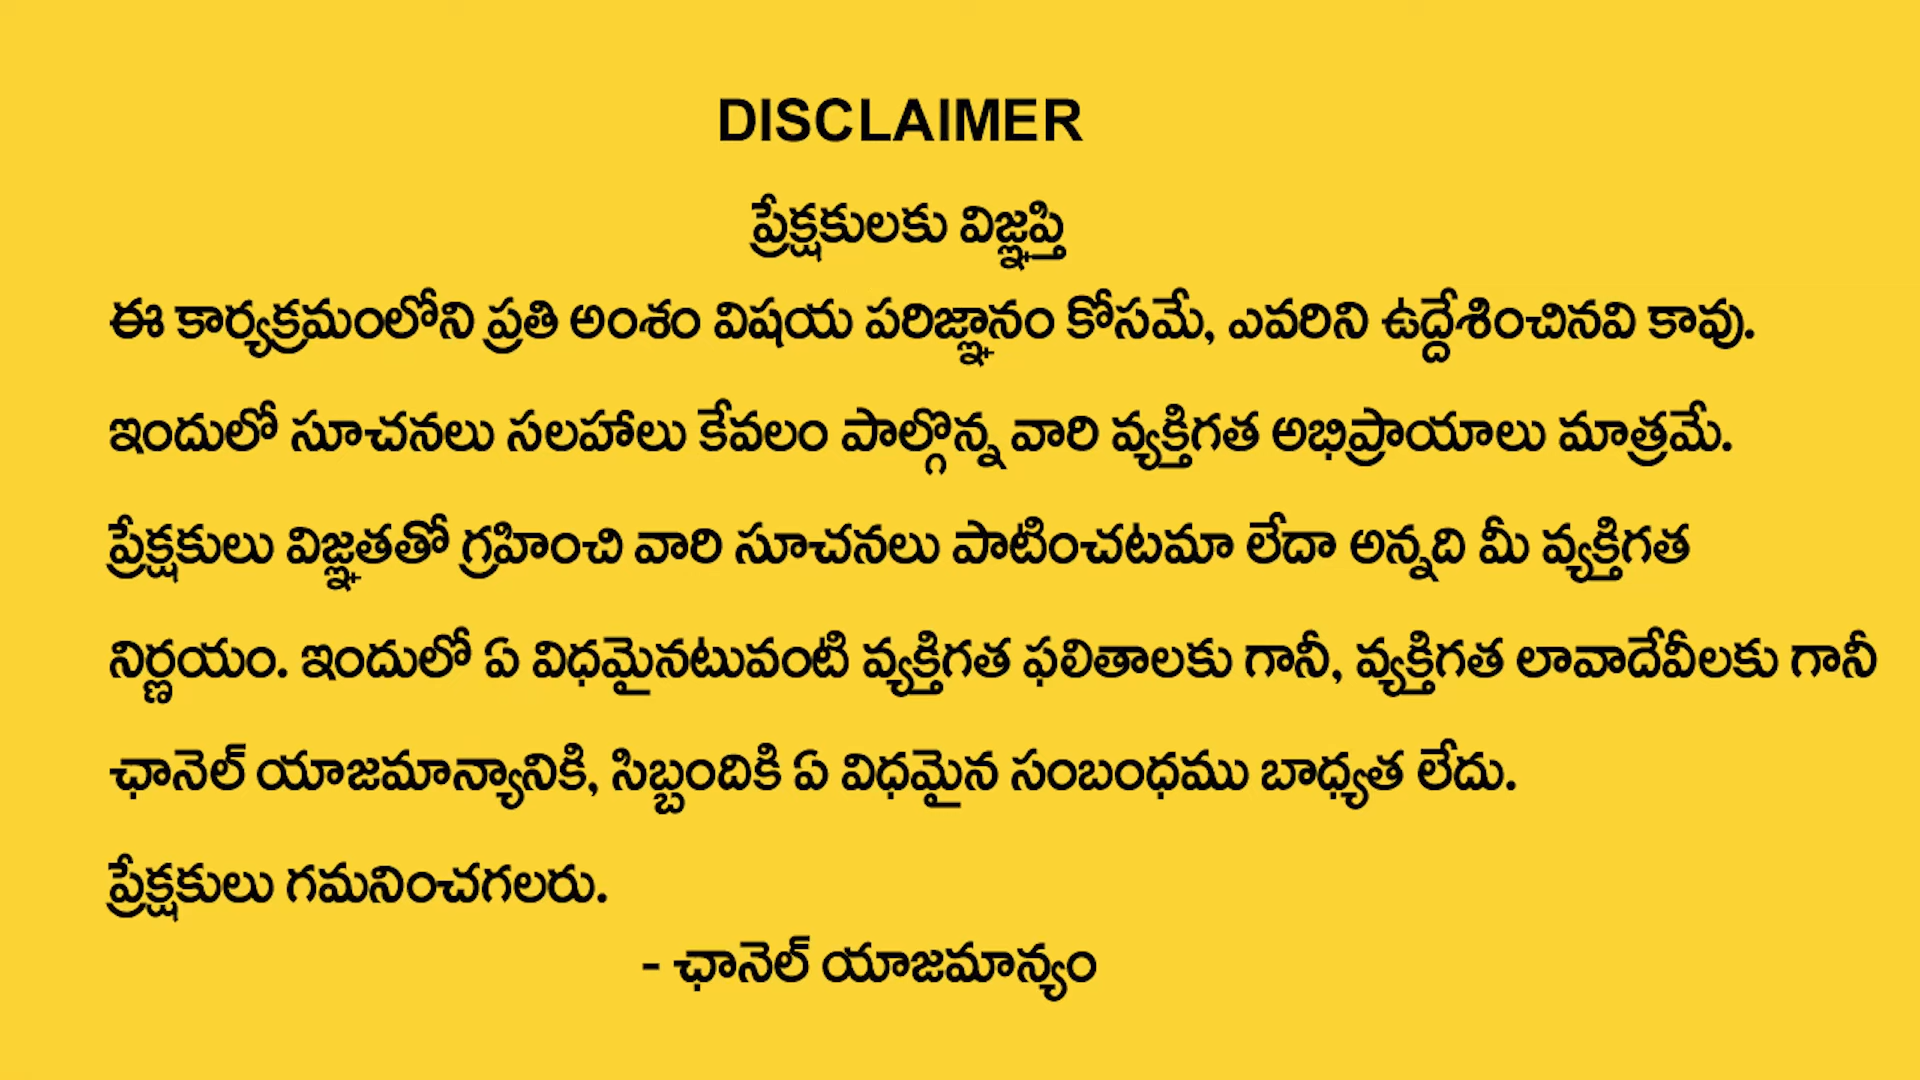 DISCLAIMER
ప్రేక్షకులకు విజ్ఞప్తి
ఈ కార్యక్రమంలోని ప్రతి అంశం విషయ పరిజ్ఞానం కోసమే, ఎవరిని ఉద్దేశించినవి కావు.
ఇందులో సూచనలు సలహాలు కేవలం పాల్గొన్న వారి వ్యక్తిగత అభిప్రాయాలు మాత్రమే.
ప్రేక్షకులు విజ్ఞతతో గ్రహించి వారి సూచనలు పాటించటమా లేదా అన్నది మీ వ్యక్తిగత
నిర్ణయం. ఇందులో ఏ విధమైనటువంటి వ్యక్తిగత ఫలితాలకు గానీ, వ్యక్తిగత లావాదేవీలకు గానీ
ఛానెల్ యాజమాన్యానికి, సిబ్బందికి ఏ విధమైన సంబంధము బాధ్యత లేదు.
ప్రేక్షకులు గమనించగలరు.
- ఛానెల్ యాజమాన్యం